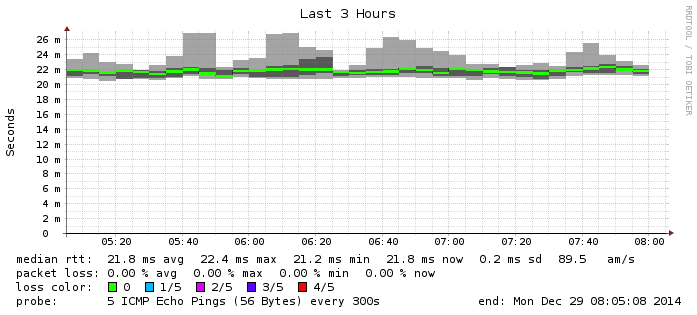 Last 3 Hours
RRDTOOL / TOBI OETIKER
Seconds
26 m
24 m
22 m
20 m
18 m
16 m
14 m
12 m
10 m
8 m
6 m
4 m
2 m
0
05:20 05:40 06:00 06:20 06:40 07:00 07:20 07:40 08:00
median rtt: 21.8 ms avg 22.4 ms max 21.2 ms min 21.8 ms now 0.2 ms sd 89.5 am/s
packet loss: 0.00 % avg 0.00 % max 0.00 % min 0.00 % now
loss color: 0 1/5 2/5 3/5 4/5
probe: 5 ICMP Echo Pings (56 Bytes) every 300s end: Mon Dec 29 08:05:08 2014